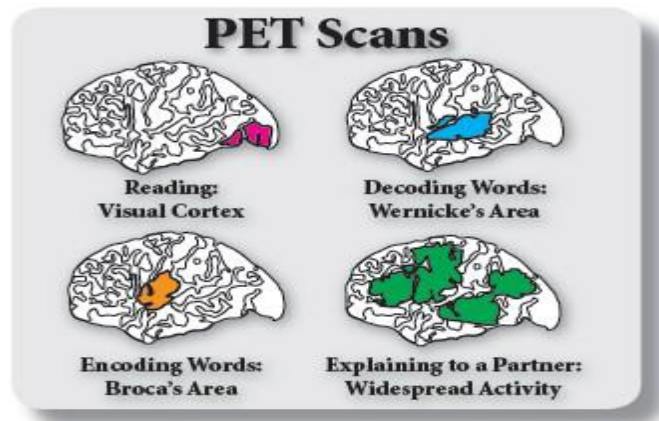 PET Scans
Reading:
Visual Cortex
Decoding Words:
Wernicke's Area
Encoding Words:
Broca's Area
Explaining to a Partner:
Widespread Activity